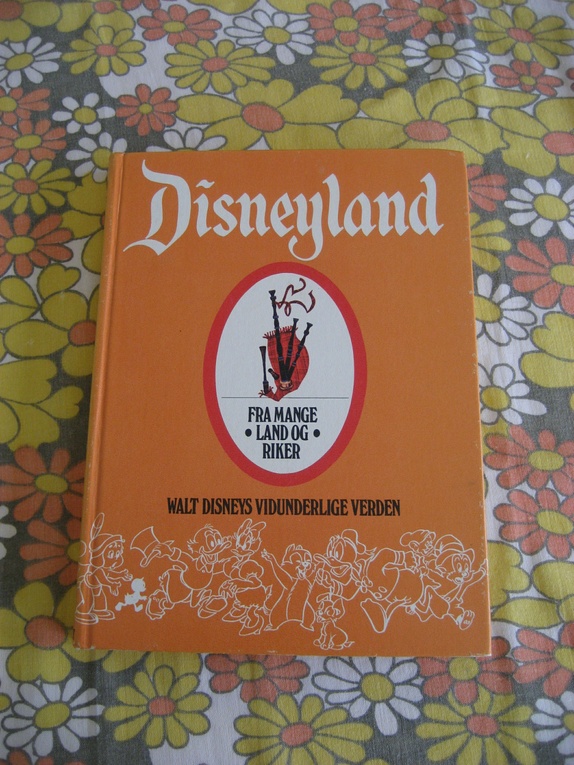 Disneyland
FRA MANGE
• LAND OG •
RIKER
WALT DISNEYS VIDUNDERLIGE VERDEN